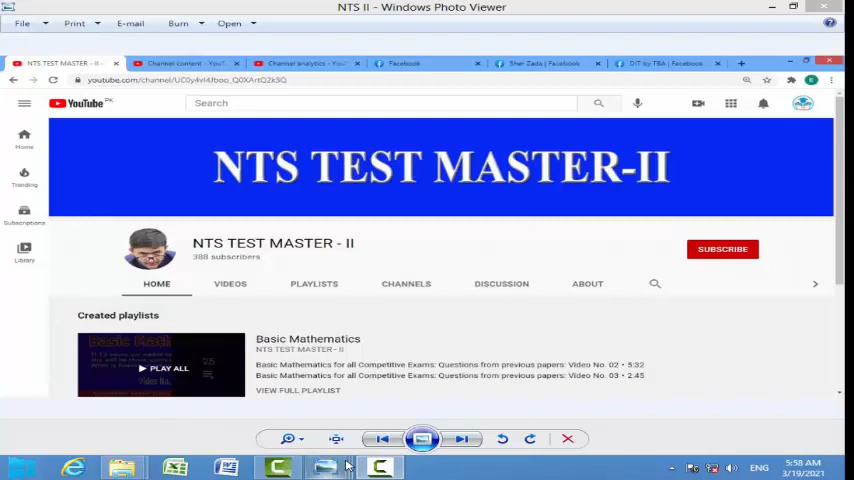 NTS II - Windows Photo Viewer
File Print E-mail Burn Open
NTS TEST MASTER - II - Channel content - YouT Channel analytics - YouT Facebook Sher Zada | Facebook DIT by TBA | Facebook
YouTube PK
Search
Home
Trending
Subscriptions
Library
NTS TEST MASTER-II
NTS TEST MASTER - II
388 subscribers
SUBSCRIBE
HOME VIDEOS PLAYLISTS CHANNELS DISCUSSION ABOUT
Created playlists
PLAY ALL
Basic Mathematics
NTS TEST MASTER - II
Basic Mathematics for all Competitive Exams: Questions from previous papers: Video No. 02 • 5:32
Basic Mathematics for all Competitive Exams: Questions from previous papers: Video No. 03 • 2:45
VIEW FULL PLAYLIST
ENG
5:58 AM
3/19/2021